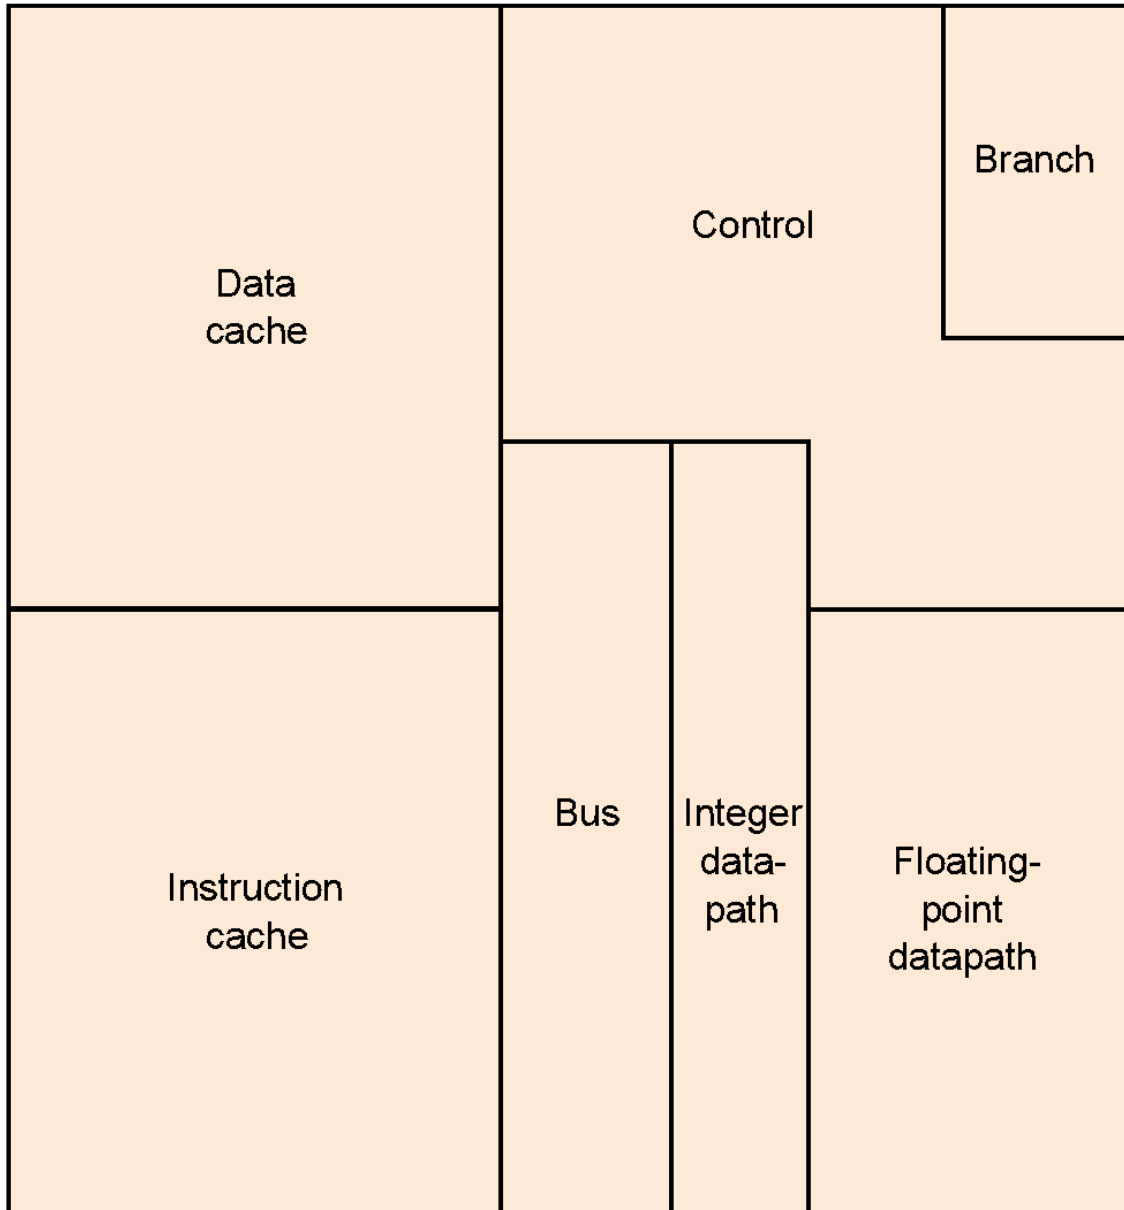 Data
cache
Control
Branch
Instruction
cache
Bus
Integer
data-
path
Floating-
point
datapath